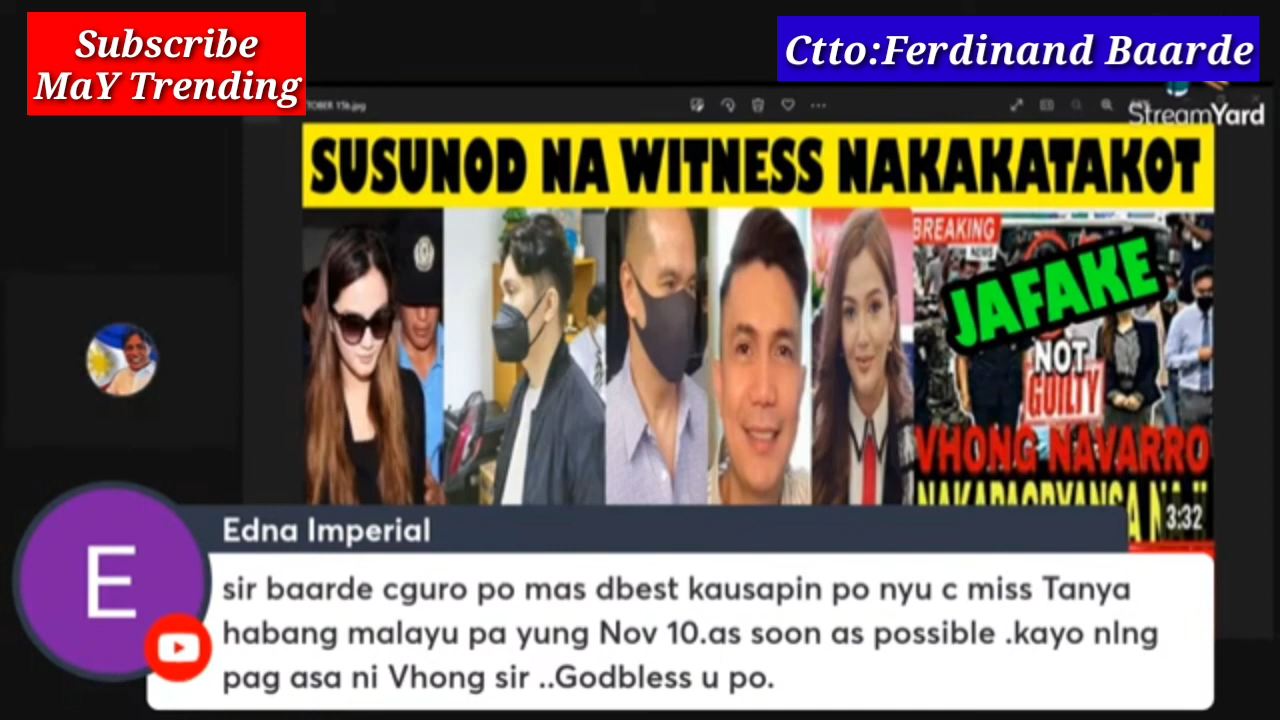 Subscribe
MaY Trending
Ctto:Ferdinand Baarde
StreamYard
SUSUNOD NA WITNESS NAKAKATAKOT
BREAKING
NEWS
JAFAKE
NOT
GUILTY
VHONG NAVARRO
3:32
Edna Imperial
E
sir baarde cguro po mas dbest kausapin po nyu c miss Tanya
habang malayu pa yung Nov 10.as soon as possible .kayo nlng
pag asa ni Vhong sir ..Godbless u po.